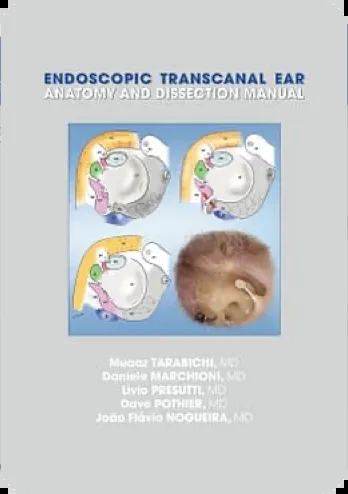 ENDOSCOPIC TRANSCANAL EAR
ANATOMY AND DISSECTION MANUAL
Muaaz TARABICHI, MD
Daniele MARCHIONI, MD
Livio PRESUTTI, MD
Dave POTHIER, MD
João Flávio NOGUEIRA, MD